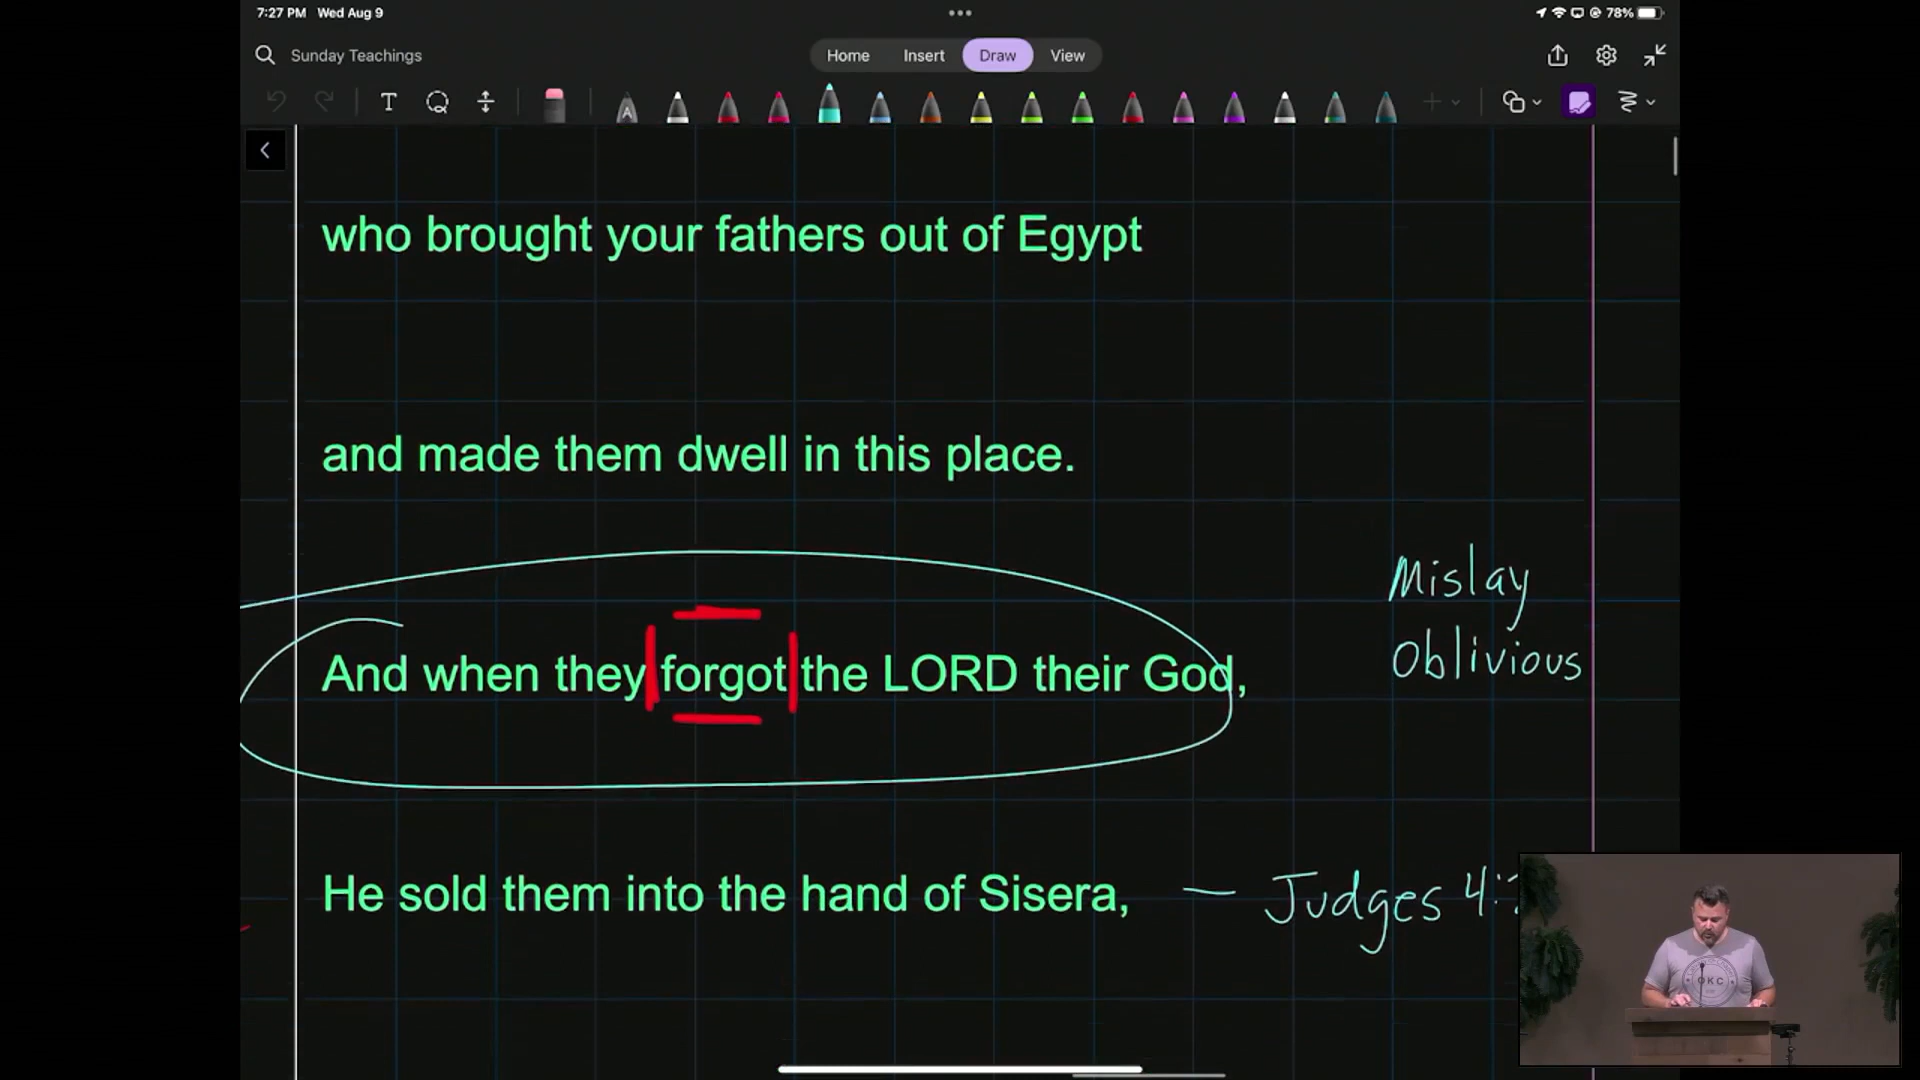 7:27 PM Wed Aug 9
78%
Sunday Teachings
Home Insert Draw View
T
A
who brought your fathers out of Egypt
and made them dwell in this place.
Mislay
Oblivious
And when they forgot the LORD their God,
He sold them into the hand of Sisera, — Judges 4:
OKC